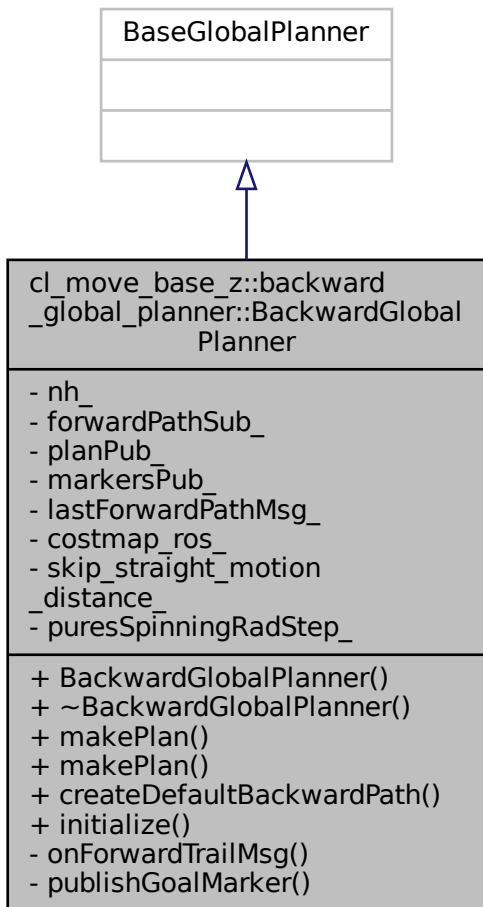 BaseGlobalPlanner
cl_move_base_z::backward
_global_planner::BackwardGlobal
Planner
- nh_
- forwardPathSub_
- planPub_
- markersPub_
- lastForwardPathMsg_
- costmap_ros_
- skip_straight_motion
_distance_
- puresSpinningRadStep_
+ BackwardGlobalPlanner()
+ ~BackwardGlobalPlanner()
+ makePlan()
+ makePlan()
+ createDefaultBackwardPath()
+ initialize()
- onForwardTrailMsg()
- publishGoalMarker()